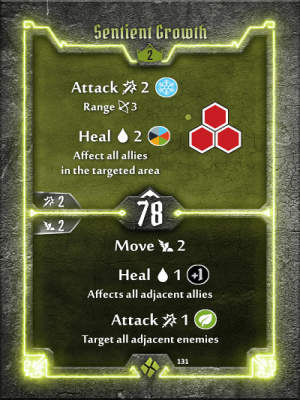 Sentient Growth
2
Attack 2
Range 3
Heal 2
Affect all allies
in the targeted area
2
78
2
Move 2
Heal 1 +1
Affects all adjacent allies
Attack 1
Target all adjacent enemies
131